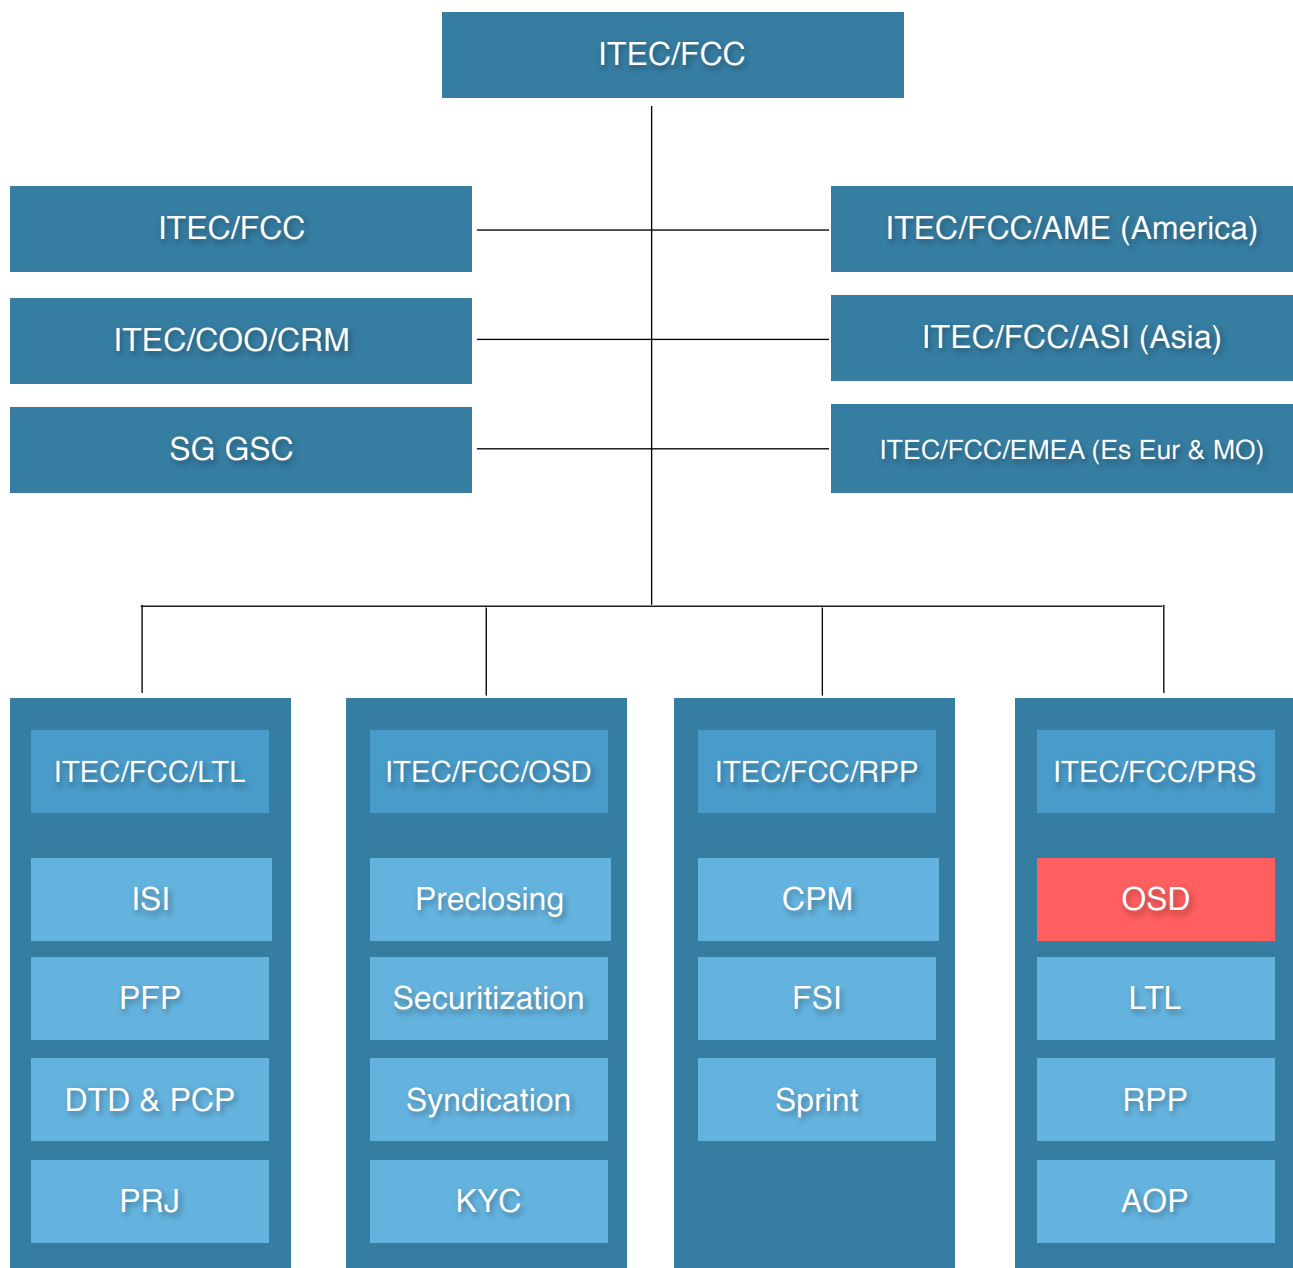 ITEC/FCC
ITEC/FCC
ITEC/FCC/AME (America)
ITEC/COO/CRM
ITEC/FCC/ASI (Asia)
SG GSC
ITEC/FCC/EMEA (Es Eur & MO)
ITEC/FCC/LTL
ISI
PFP
DTD & PCP
PRJ
ITEC/FCC/OSD
Preclosing
Securitization
Syndication
KYC
ITEC/FCC/RPP
CPM
FSI
Sprint
ITEC/FCC/PRS
OSD
LTL
RPP
AOP